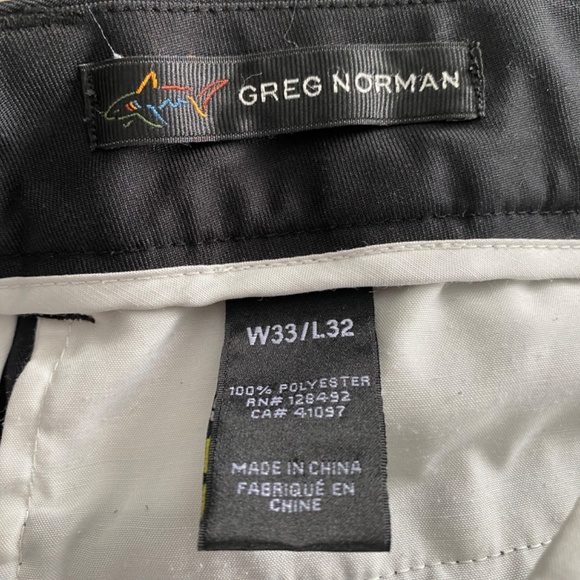 GREG NORMAN
W33/L32
100% POLYESTER
RN# 128492
CA# 41097
MADE IN CHINA
FABRIQUÉ EN
CHINE